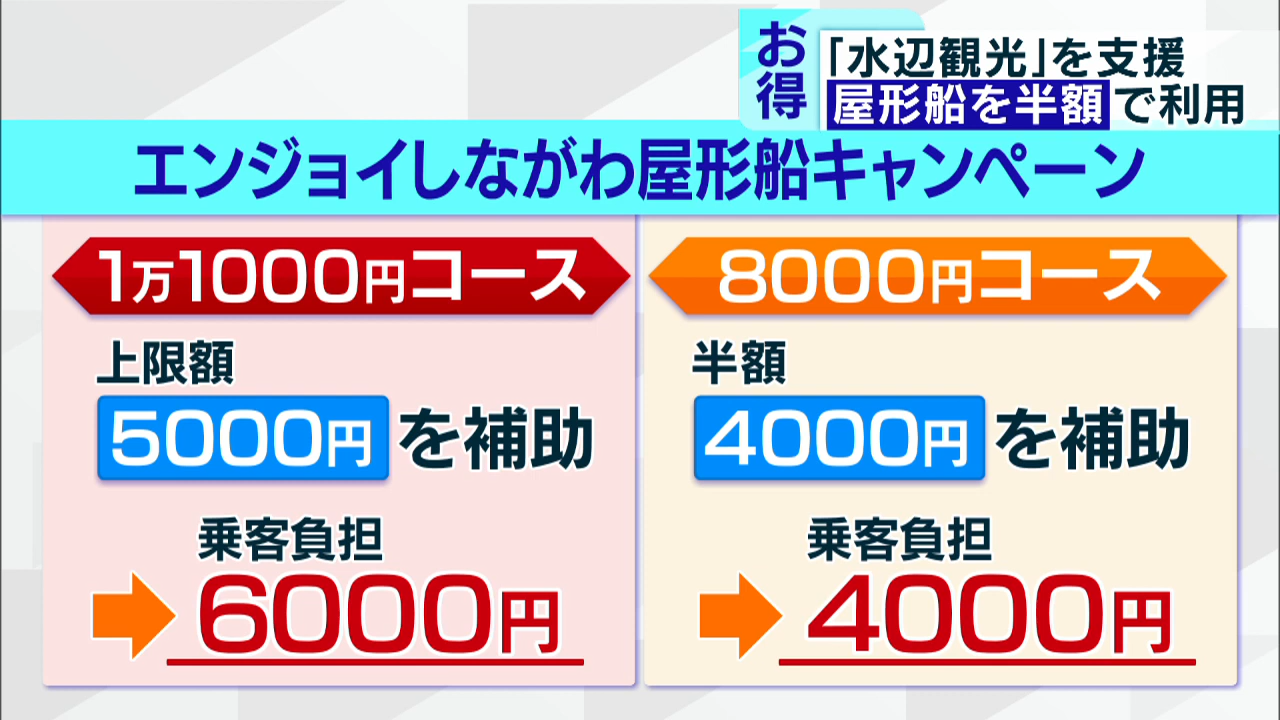 お得
「水辺観光」を支援
屋形船を半額で利用
エンジョイしながわ屋形船キャンペーン
1万1000円コース
上限額
5000円を補助
乗客負担
6000円
8000円コース
半額
4000円を補助
乗客負担
4000円